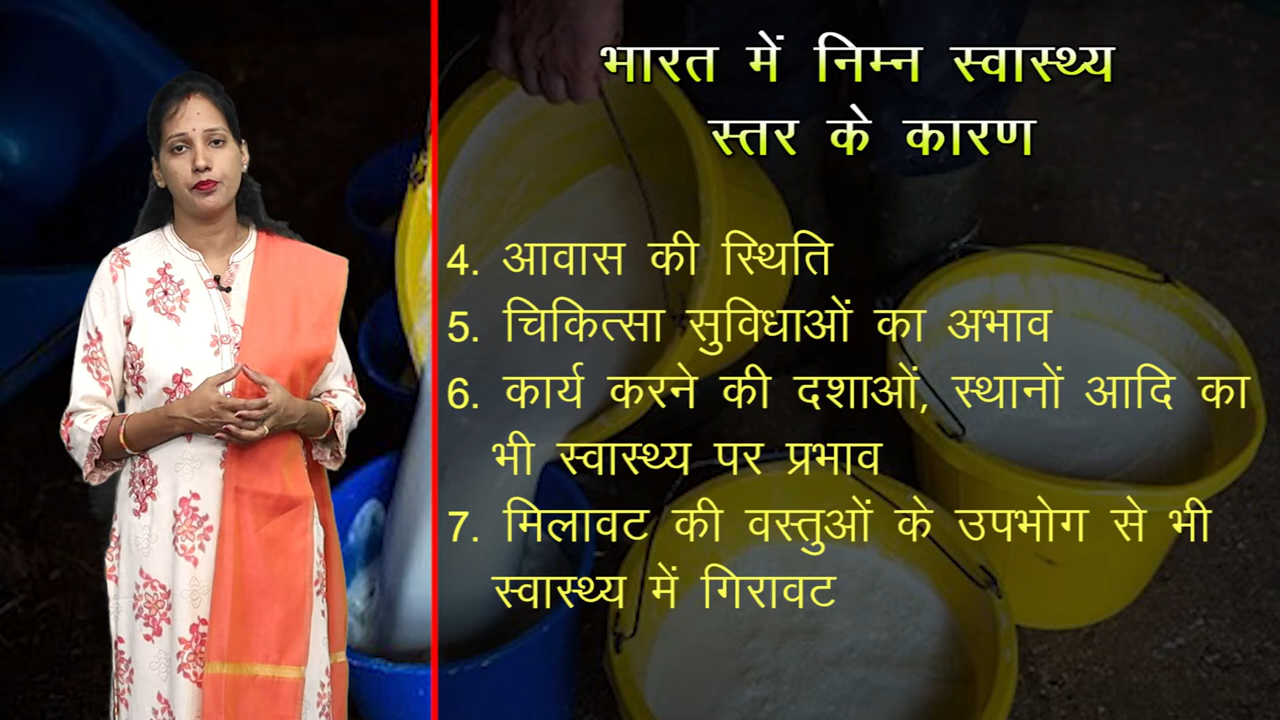 भारत में निम्न स्वास्थ्य
स्तर के कारण
4. आवास की स्थिति
5. चिकित्सा सुविधाओं का अभाव
6. कार्य करने की दशाओं, स्थानों आदि का
भी स्वास्थ्य पर प्रभाव
7. मिलावट की वस्तुओं के उपभोग से भी
स्वास्थ्य में गिरावट